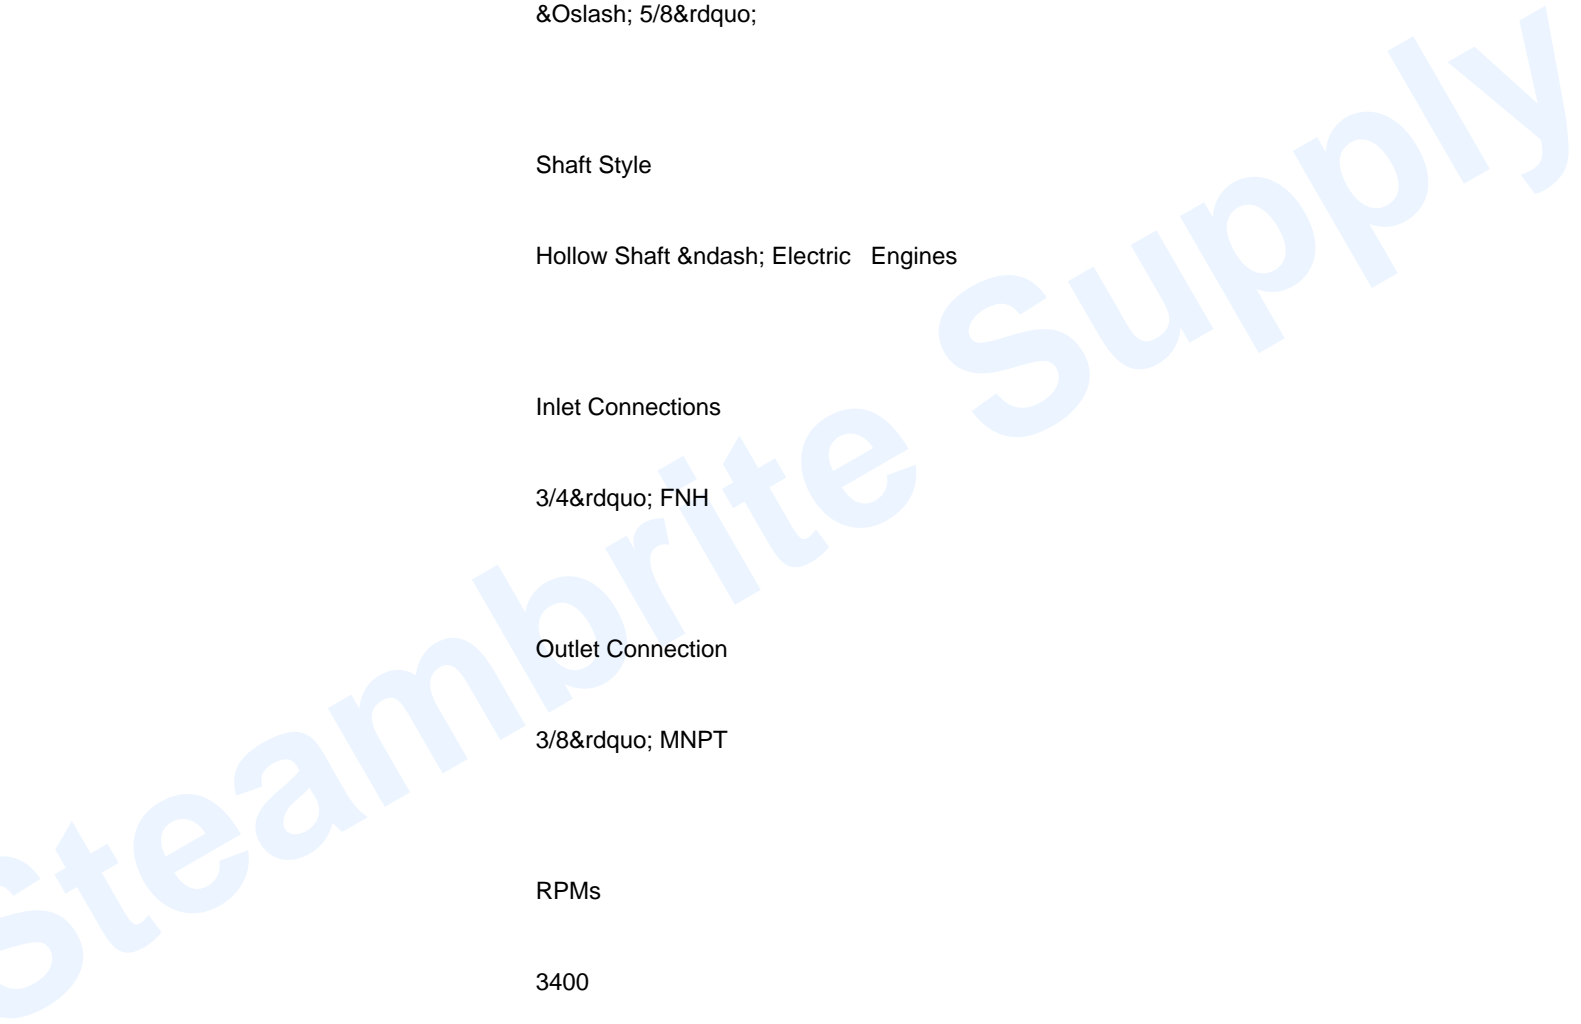 &Oslash; 5/8&rdquo;
Shaft Style
Hollow Shaft &ndash; Electric   Engines
Inlet Connections
3/4&rdquo; FNH
Outlet Connection
3/8&rdquo; MNPT
RPMs
3400
Steambrite Supply